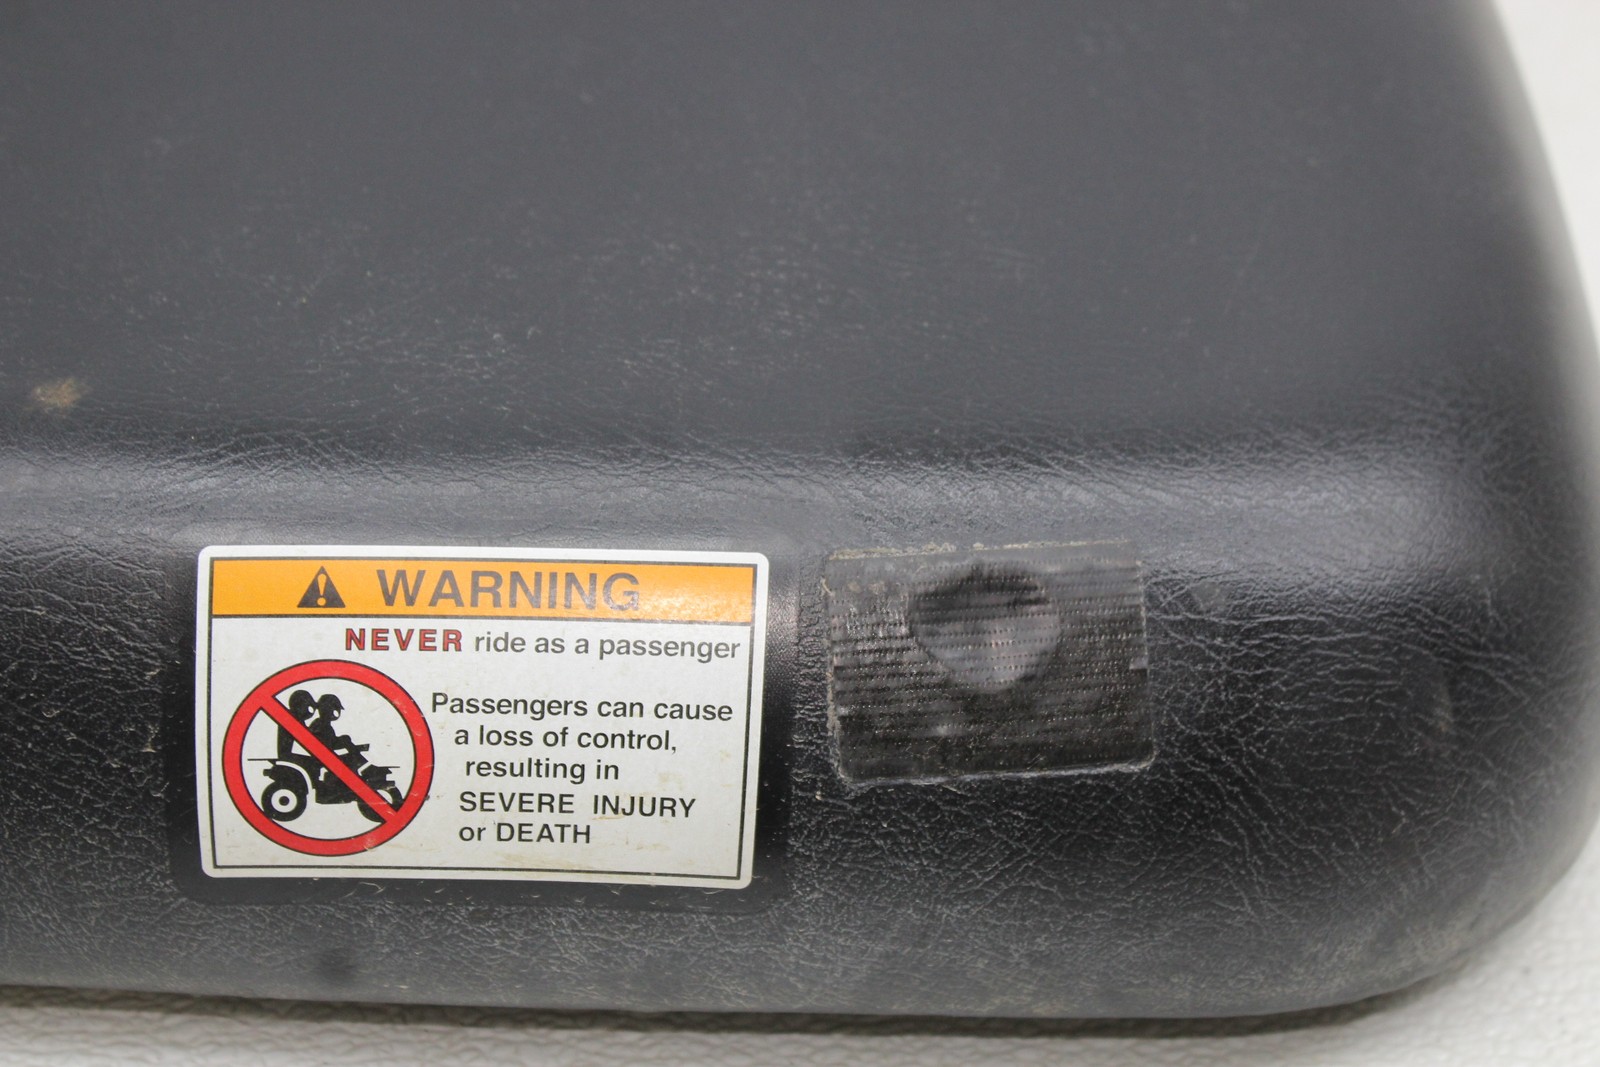 WARNING
NEVER ride as a passenger
Passengers can cause
a loss of control,
resulting in
SEVERE INJURY
or DEATH